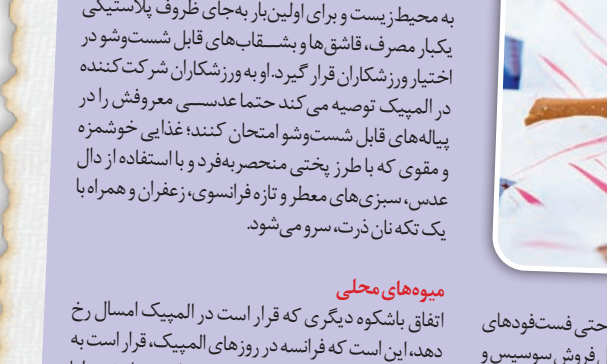 به محیط زیست و برای اولین‌بار به‌جای ظروف پلاستیکی
یکبار مصرف، قاشق‌ها و بشـــقاب‌های قابل شست‌وشو در
اختیار ورزشکاران قرار گیرد. او به ورزشکاران شرکت‌کننده
در المپیک توصیه می‌کند حتما عدســـی معروفش را در
پیاله‌های قابل شست‌وشو امتحان کنند؛ غذایی خوشمزه
و مقوی که با طرز پختی منحصربه‌فرد و با استفاده از دال
عدس، سبزی‌های معطر و تازه فرانسوی، زعفران و همراه با
یک تکه نان ذرت، سرو می‌شود.
میوه‌های محلی
اتفاق باشکوه دیگری که قرار است در المپیک امسال رخ
دهد، این است که فرانسه در روزهای المپیک، قرار است به
حتی فست‌فودهای
فروش سوسیس و